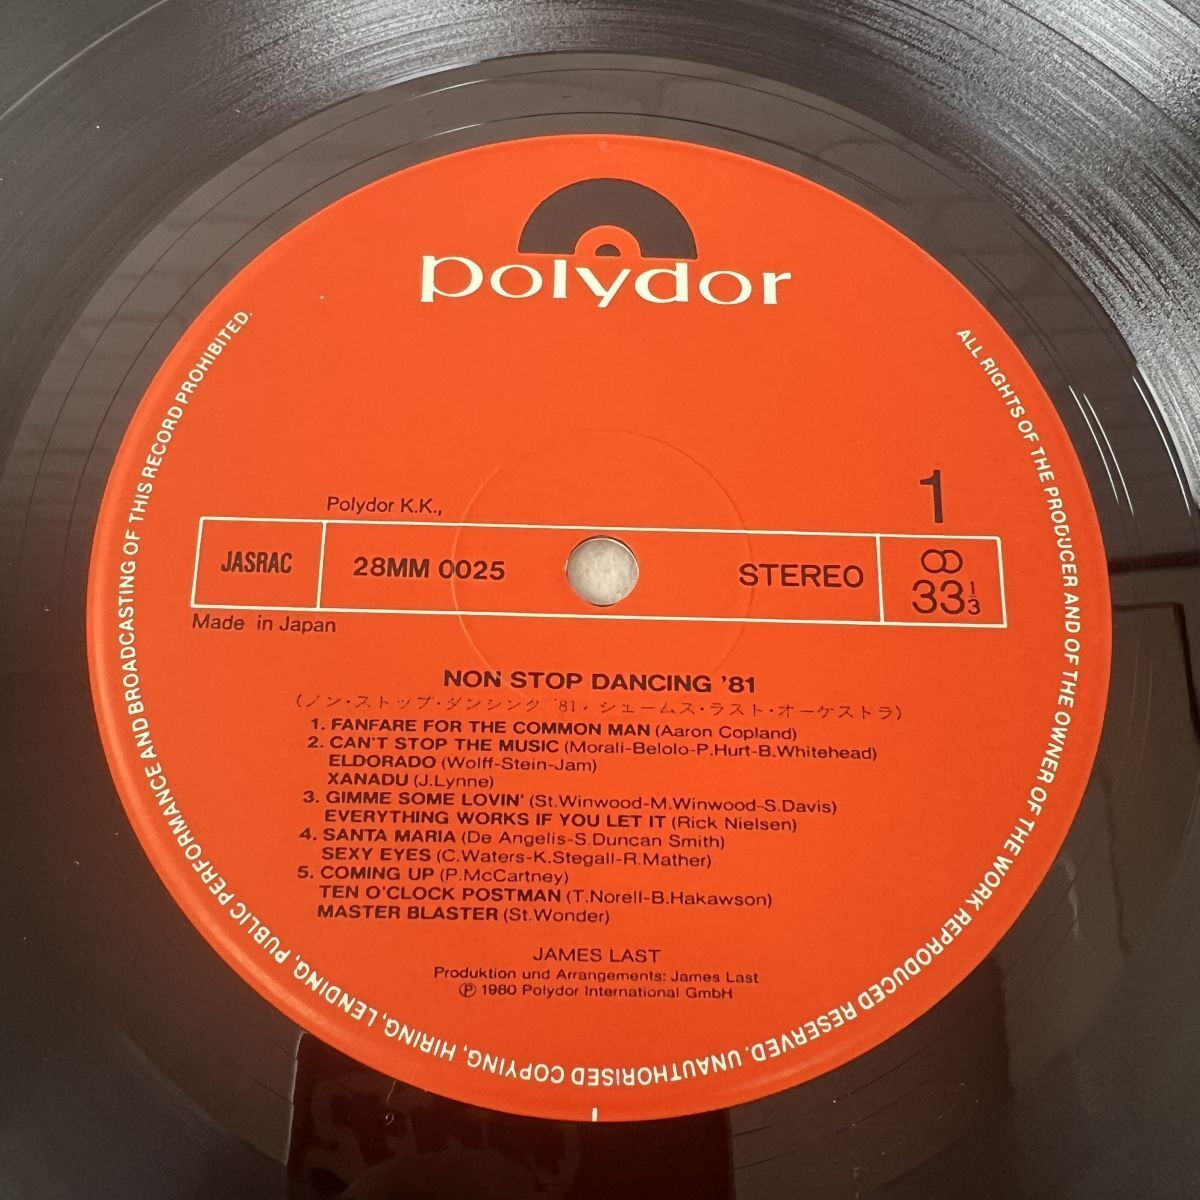 polydor
Polydor K.K.,
1
JASRAC
28MM 0025
STEREO
33 1/3
Made in Japan
NON STOP DANCING '81
(ノン・ストップ・ダンシング '81, ジェームス・ラスト・オーケストラ)
1. FANFARE FOR THE COMMON MAN (Aaron Copland)
2. CAN'T STOP THE MUSIC (Morali-Belolo-P.Hurt-B.Whitehead)
ELDORADO (Wolff-Stein-Jam)
XANADU (J.Lynne)
3. GIMME SOME LOVIN' (St.Winwood-M.Winwood-S.Davis)
EVERYTHING WORKS IF YOU LET IT (Rick Nielsen)
4. SANTA MARIA (De Angelis-S.Duncan Smith)
SEXY EYES (C.Waters-K.Stegall-R.Mather)
5. COMING UP (P.McCartney)
TEN O'CLOCK POSTMAN (T.Norell-B.Hakawson)
MASTER BLASTER (St.Wonder)
JAMES LAST
Produktion und Arrangements: James Last
℗ 1980 Polydor International GmbH
ALL RIGHTS OF THE PRODUCER AND OF THE OWNER OF THE WORK REPRODUCED RESERVED. UNAUTHORISED COPYING, HIRING, LENDING, PUBLIC PERFORMANCE AND BROADCASTING OF THIS RECORD PROHIBITED.